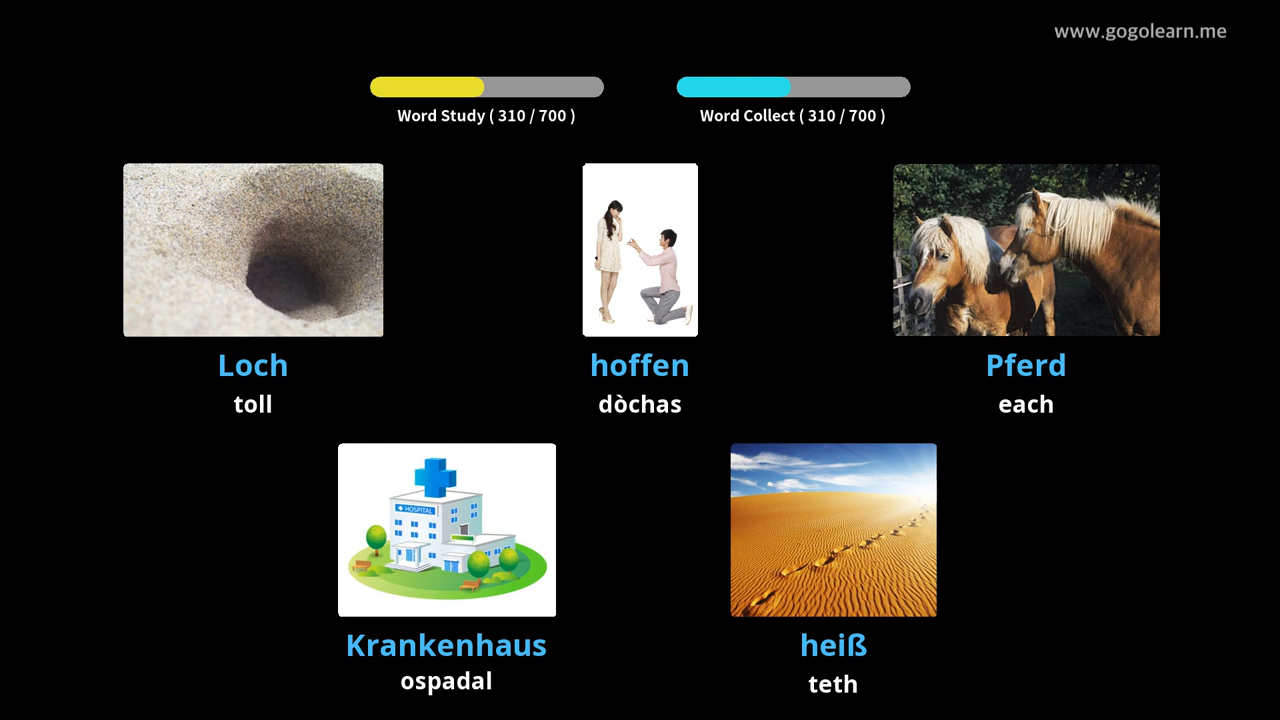 www.gogolearn.me
Word Study ( 310 / 700 )
Word Collect ( 310 / 700 )
Loch
toll
hoffen
dòchas
Pferd
each
HOSPITAL
Krankenhaus
ospadal
heiß
teth